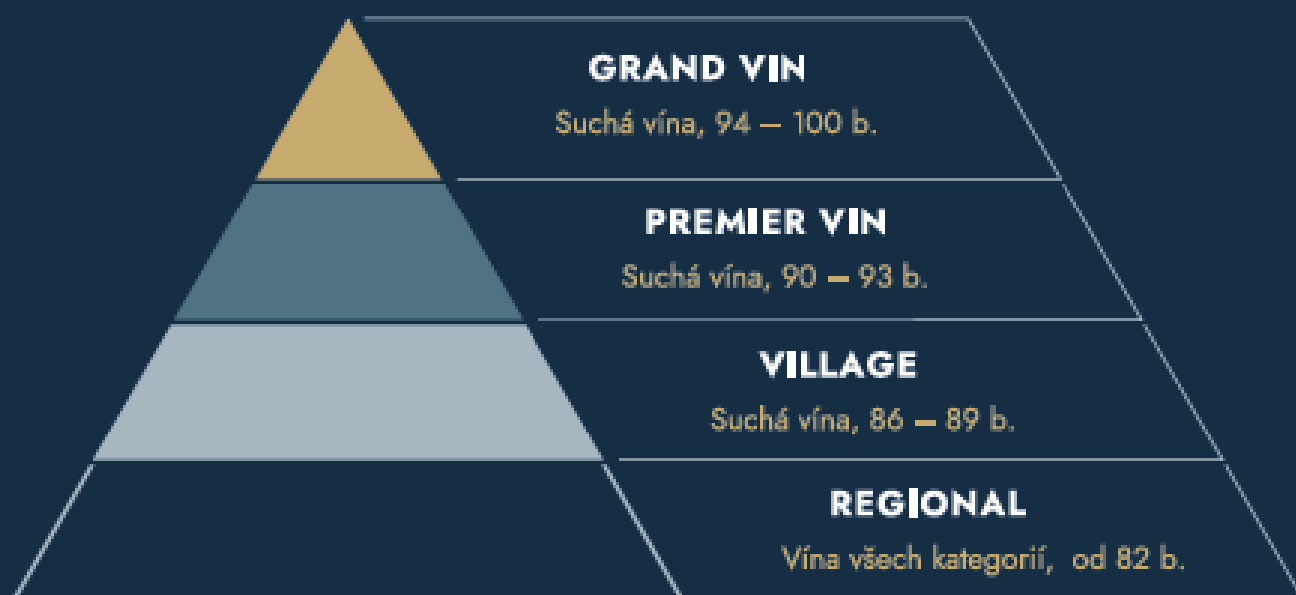 GRAND VIN
Suchá vína, 94 – 100 b.
PREMIER VIN
Suchá vína, 90 – 93 b.
VILLAGE
Suchá vína, 86 – 89 b.
REGIONAL
Vína všech kategorií, od 82 b.